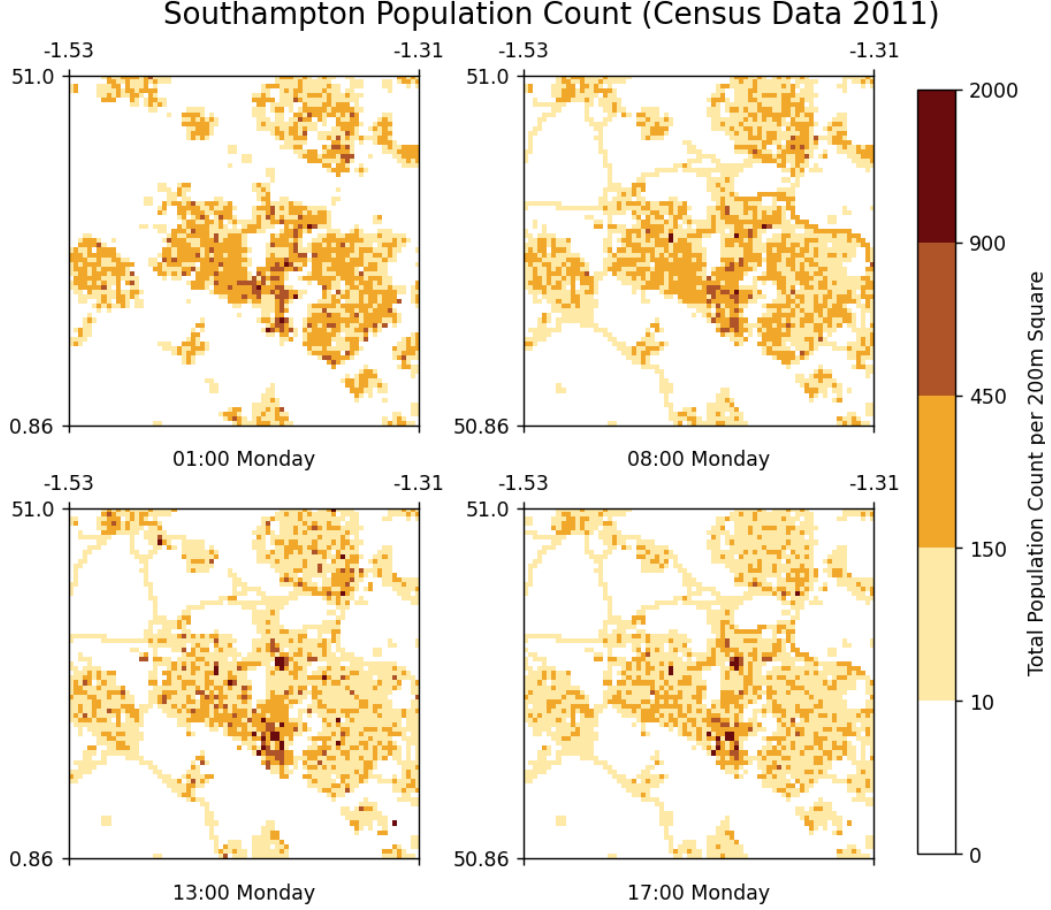 Southampton Population Count (Census Data 2011)
-1.53 -1.31 -1.53 -1.31
51.0 51.0
0.86 50.86
01:00 Monday 08:00 Monday
-1.53 -1.31 -1.53 -1.31
51.0 51.0
0.86 50.86
13:00 Monday 17:00 Monday
2000
900
450
150
10
0
Total Population Count per 200m Square